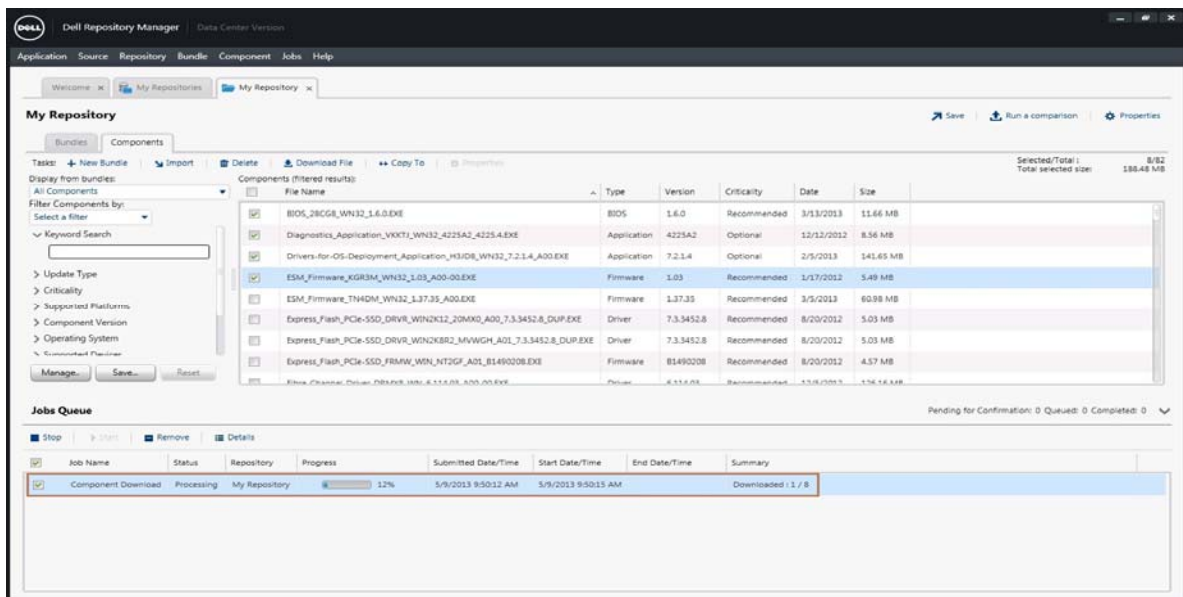 DELL Dell Repository Manager Data Center Version
Application Source Repository Bundle Component Jobs Help
Welcome x My Repositories My Repository x
My Repository Save Run a comparison Properties
Bundles Components
Tasks: New Bundle Import Delete Download File Copy To Properties Selected/Total : 8/82
Total selected size: 188.48 MB
Display from bundles: Components (filtered results):
All Components File Name Type Version Criticality Date Size
Filter Components by:
Select a filter
Keyword Search
Update Type
Criticality
Supported Platforms
Component Version
Operating System
Supported Devices
Manage.. Save... Reset
BIOS_28CG8_WN32_1.6.0.EXE BIOS 1.6.0 Recommended 3/13/2013 11.66 MB
Diagnostics_Application_VKKTJ_WN32_4225A2_4225.4.EXE Application 4225A2 Optional 12/12/2012 8.56 MB
Drivers-for-OS-Deployment_Application_H3JD8_WN32_7.2.1.4_A00.EXE Application 7.2.1.4 Optional 2/5/2013 141.65 MB
ESM_Firmware_KGR3M_WN32_1.03_A00-00.EXE Firmware 1.03 Recommended 1/17/2012 5.49 MB
ESM_Firmware_TN4DM_WN32_1.37.35_A00.EXE Firmware 1.37.35 Recommended 3/5/2013 60.98 MB
Express_Flash_PCIe-SSD_DRVR_WIN2K12_20MX0_A00_7.3.3452.8_DUP.EXE Driver 7.3.3452.8 Recommended 8/20/2012 5.03 MB
Express_Flash_PCIe-SSD_DRVR_WIN2K8R2_MVWGH_A01_7.3.3452.8_DUP.EXE Driver 7.3.3452.8 Recommended 8/20/2012 5.03 MB
Express_Flash_PCIe-SSD_FRMW_WIN_NT2GF_A01_B1490208.EXE Firmware B1490208 Recommended 8/20/2012 4.57 MB
Jobs Queue Pending for Confirmation: 0 Queued: 0 Completed: 0
Stop Start Remove Details
Job Name Status Repository Progress Submitted Date/Time Start Date/Time End Date/Time Summary
Component Download Processing My Repository 12% 5/9/2013 9:50:12 AM 5/9/2013 9:50:15 AM Downloaded : 1 / 8